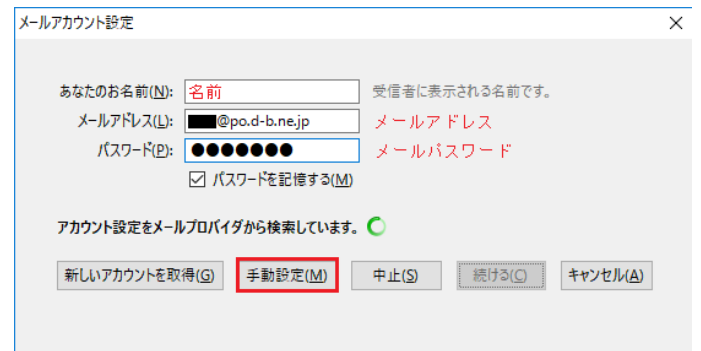 メールアカウント設定
あなたのお名前(N): 名前 受信者に表示される名前です。
メールアドレス(L): @po.d-b.ne.jp メールアドレス
パスワード(P): ●●●●●●● メールパスワード
パスワードを記憶する(M)
アカウント設定をメールプロバイダから検索しています。
新しいアカウントを取得(G) 手動設定(M) 中止(S) 続ける(C) キャンセル(A)